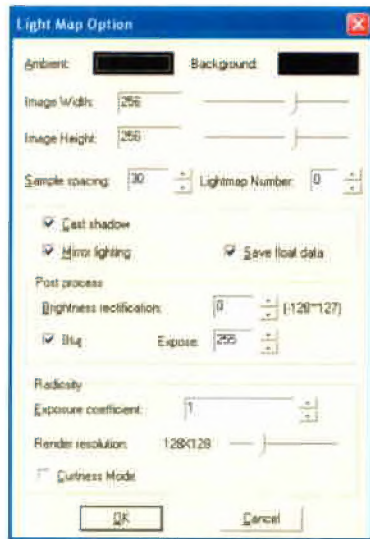 Light Map Option
Ambient: Background:
Image Width: 256
Image Height: 256
Sample spacing: 30 Lightmap Number: 0
Cast shadow
Mirror lighting Save float data
Post process
Brightness rectification: 0 (-128~127)
Blur Expose: 255
Radiosity
Exposure coefficient: 1
Render resolution: 128X128
Curtness Mode
OK Cancel